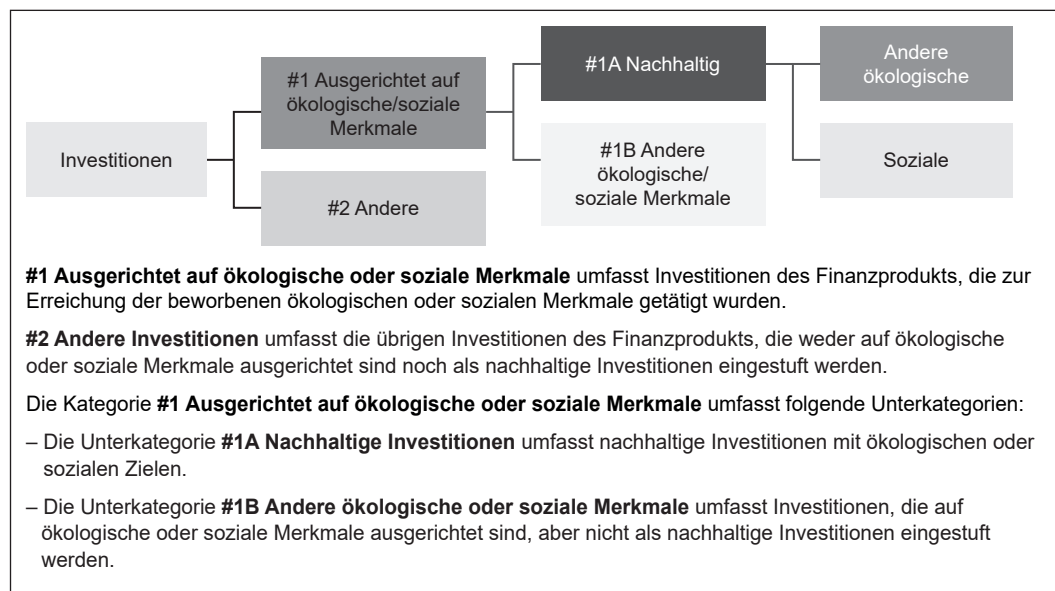 Investitionen
#1 Ausgerichtet auf
ökologische/soziale
Merkmale
#2 Andere
#1A Nachhaltig
#1B Andere
ökologische/
soziale Merkmale
Andere
ökologische
Soziale
#1 Ausgerichtet auf ökologische oder soziale Merkmale umfasst Investitionen des Finanzprodukts, die zur
Erreichung der beworbenen ökologischen oder sozialen Merkmale getätigt wurden.
#2 Andere Investitionen umfasst die übrigen Investitionen des Finanzprodukts, die weder auf ökologische
oder soziale Merkmale ausgerichtet sind noch als nachhaltige Investitionen eingestuft werden.
Die Kategorie #1 Ausgerichtet auf ökologische oder soziale Merkmale umfasst folgende Unterkategorien:
– Die Unterkategorie #1A Nachhaltige Investitionen umfasst nachhaltige Investitionen mit ökologischen oder
sozialen Zielen.
– Die Unterkategorie #1B Andere ökologische oder soziale Merkmale umfasst Investitionen, die auf
ökologische oder soziale Merkmale ausgerichtet sind, aber nicht als nachhaltige Investitionen eingestuft
werden.